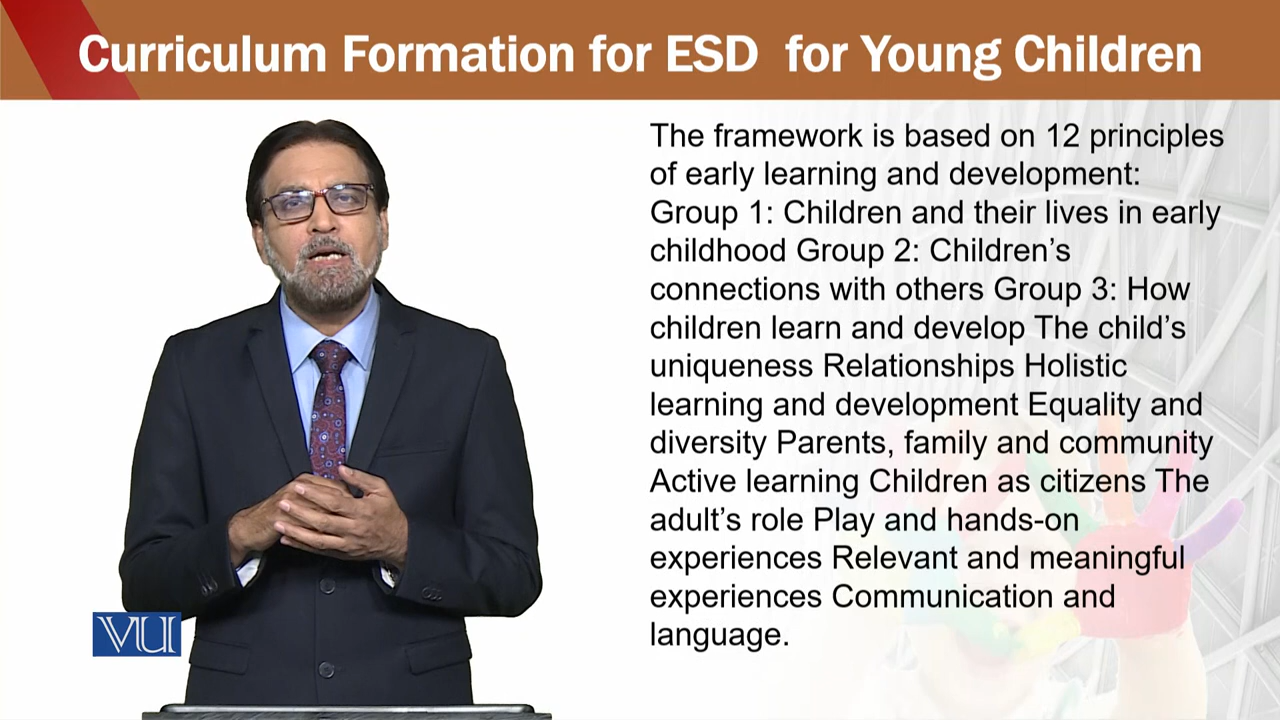 Curriculum Formation for ESD for Young Children
The framework is based on 12 principles
of early learning and development:
Group 1: Children and their lives in early
childhood Group 2: Children’s
connections with others Group 3: How
children learn and develop The child’s
uniqueness Relationships Holistic
learning and development Equality and
diversity Parents, family and community
Active learning Children as citizens The
adult’s role Play and hands-on
experiences Relevant and meaningful
experiences Communication and
language.
VU